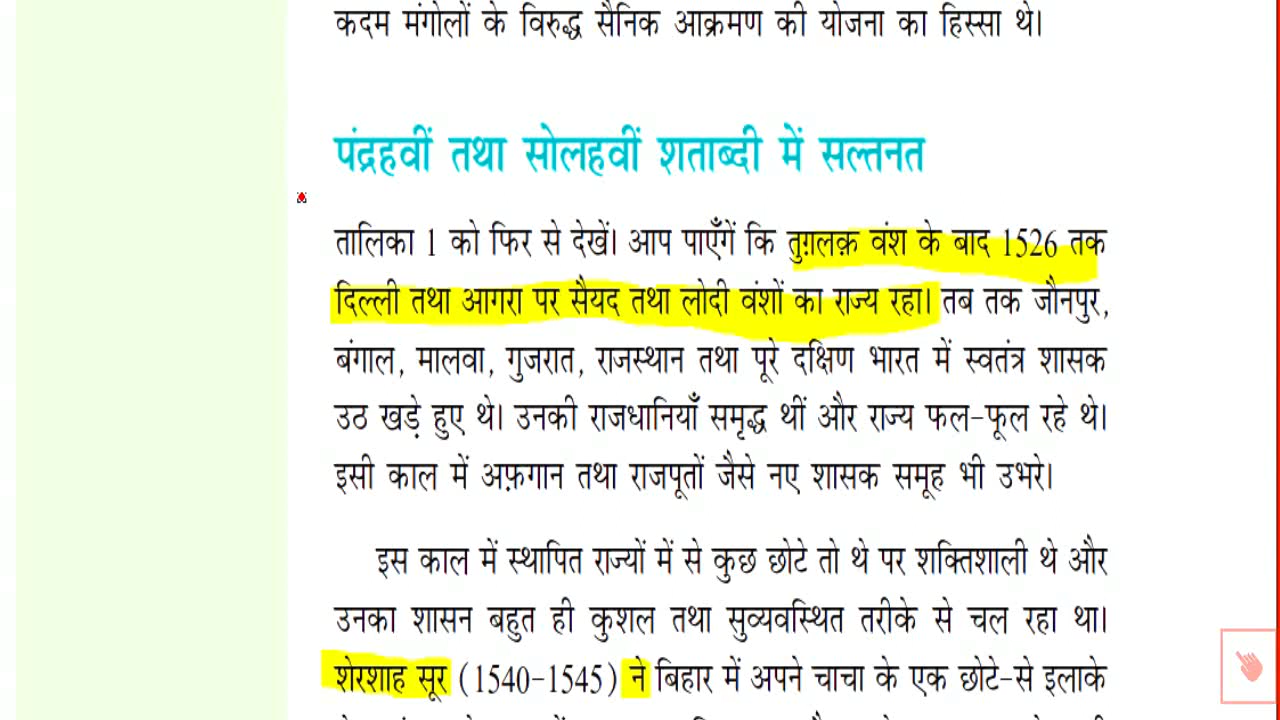 कदम मंगोलों के विरुद्ध सैनिक आक्रमण की योजना का हिस्सा थे।
पंद्रहवीं तथा सोलहवीं शताब्दी में सल्तनत
तालिका 1 को फिर से देखें। आप पाएँगें कि तुग़लक़ वंश के बाद 1526 तक
दिल्ली तथा आगरा पर सैयद तथा लोदी वंशों का राज्य रहा। तब तक जौनपुर,
बंगाल, मालवा, गुजरात, राजस्थान तथा पूरे दक्षिण भारत में स्वतंत्र शासक
उठ खड़े हुए थे। उनकी राजधानियाँ समृद्ध थीं और राज्य फल-फूल रहे थे।
इसी काल में अफ़गान तथा राजपूतों जैसे नए शासक समूह भी उभरे।
इस काल में स्थापित राज्यों में से कुछ छोटे तो थे पर शक्तिशाली थे और
उनका शासन बहुत ही कुशल तथा सुव्यवस्थित तरीके से चल रहा था।
शेरशाह सूर (1540-1545) ने बिहार में अपने चाचा के एक छोटे-से इलाके